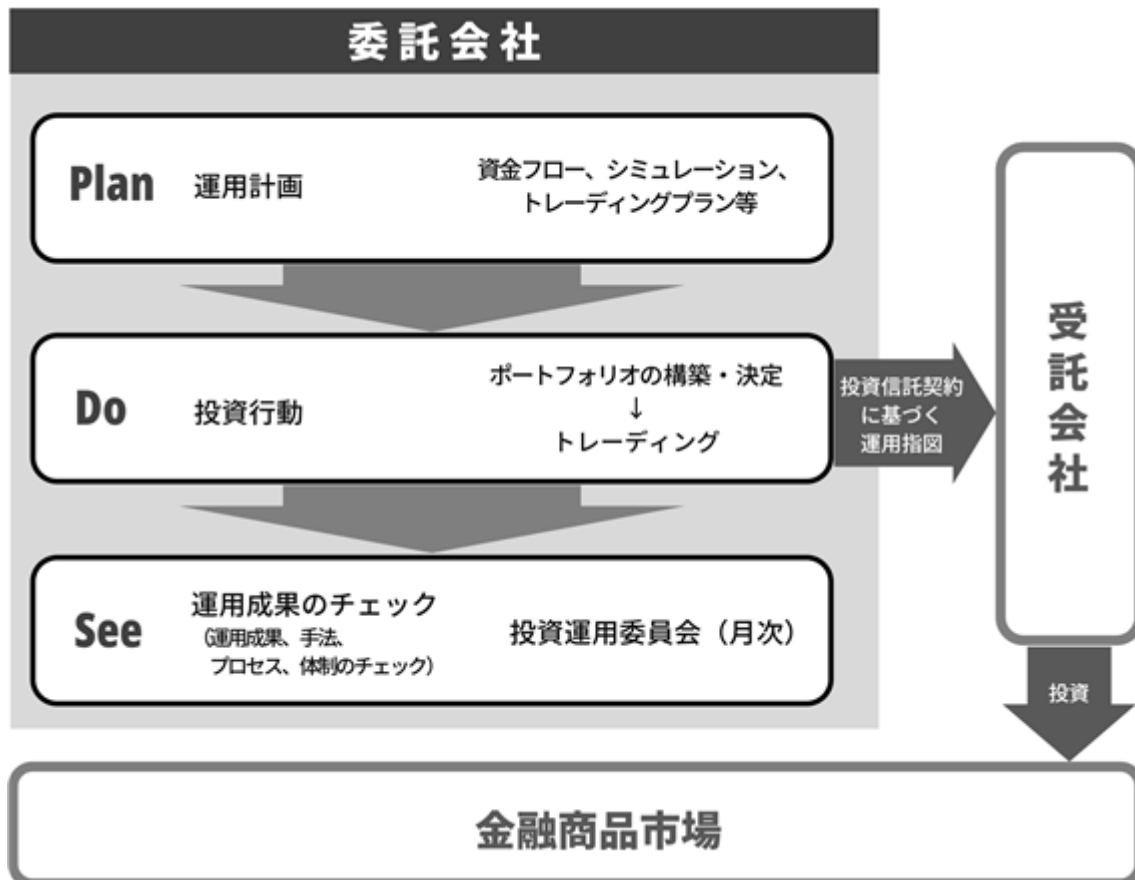 委託会社
Plan
運用計画
資金フロー、シミュレーション、
トレーディングプラン等
Do
投資行動
ポートフォリオの構築・決定
↓
トレーディング
投資信託契約
に基づく
運用指図
受託会社
See
運用成果のチェック
（運用成果、手法、
プロセス、体制のチェック）
投資運用委員会（月次）
投資
金融商品市場